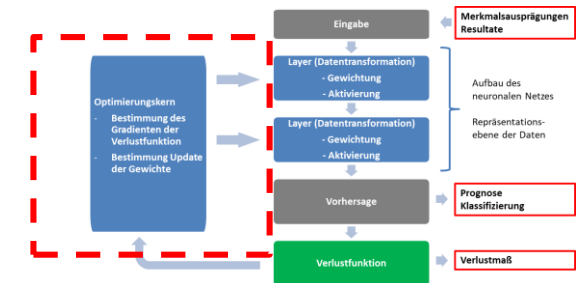 Eingabe
Merkmalsausprägungen
Resultate
Layer (Datentransformation)
- Gewichtung
- Aktivierung
Layer (Datentransformation)
- Gewichtung
- Aktivierung
Aufbau des
neuronalen Netzes
Repräsentations-
ebene der Daten
Optimierungskern
- Bestimmung des
Gradienten der
Verlustfunktion
- Bestimmung Update
der Gewichte
Vorhersage
Prognose
Klassifizierung
Verlustfunktion
Verlustmaß